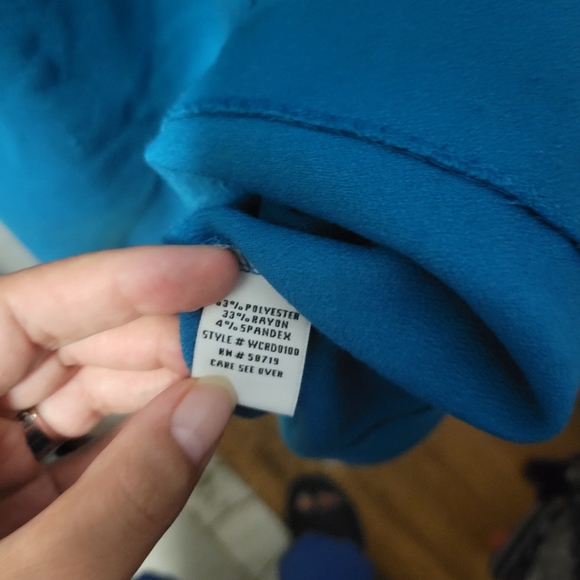 63% POLYESTER
33% RAYON
4% SPANDEX
STYLE # WCRD010D
RN # 58719
CARE SEE OVER